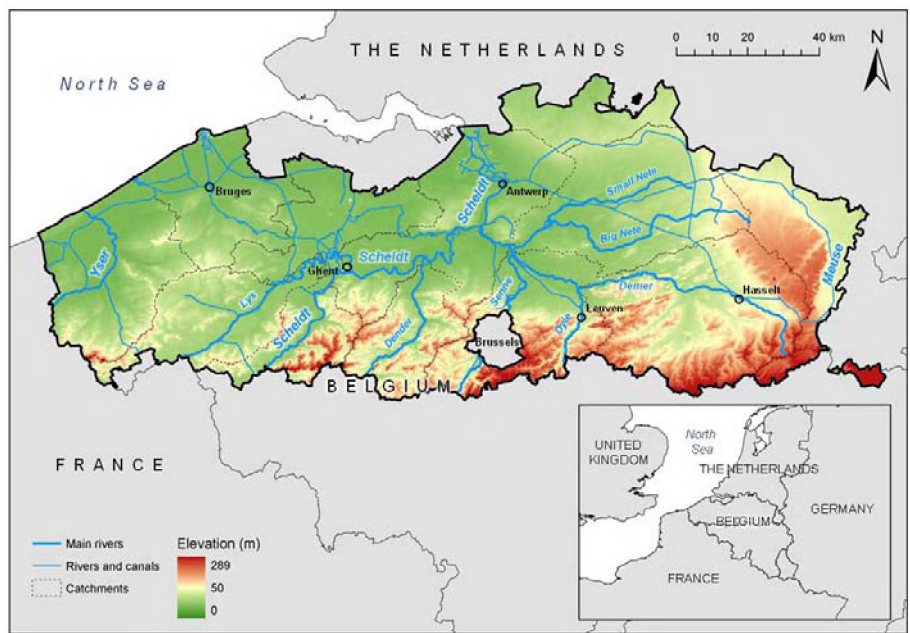 THE NETHERLANDS
0 10 20 40 km
N
North Sea
Bruges
Antwerp
Scheldt
Small Nete
Big Nete
Yser
Ghent
Scheldt
Lys
Scheldt
Dender
Senne
Brussels
Dyle
Leuven
Demer
Hasselt
Meuse
BELGIUM
FRANCE
Main rivers
Rivers and canals
Catchments
Elevation (m)
289
50
0
UNITED
KINGDOM
North
Sea
THE NETHERLANDS
BELGIUM
GERMANY
FRANCE